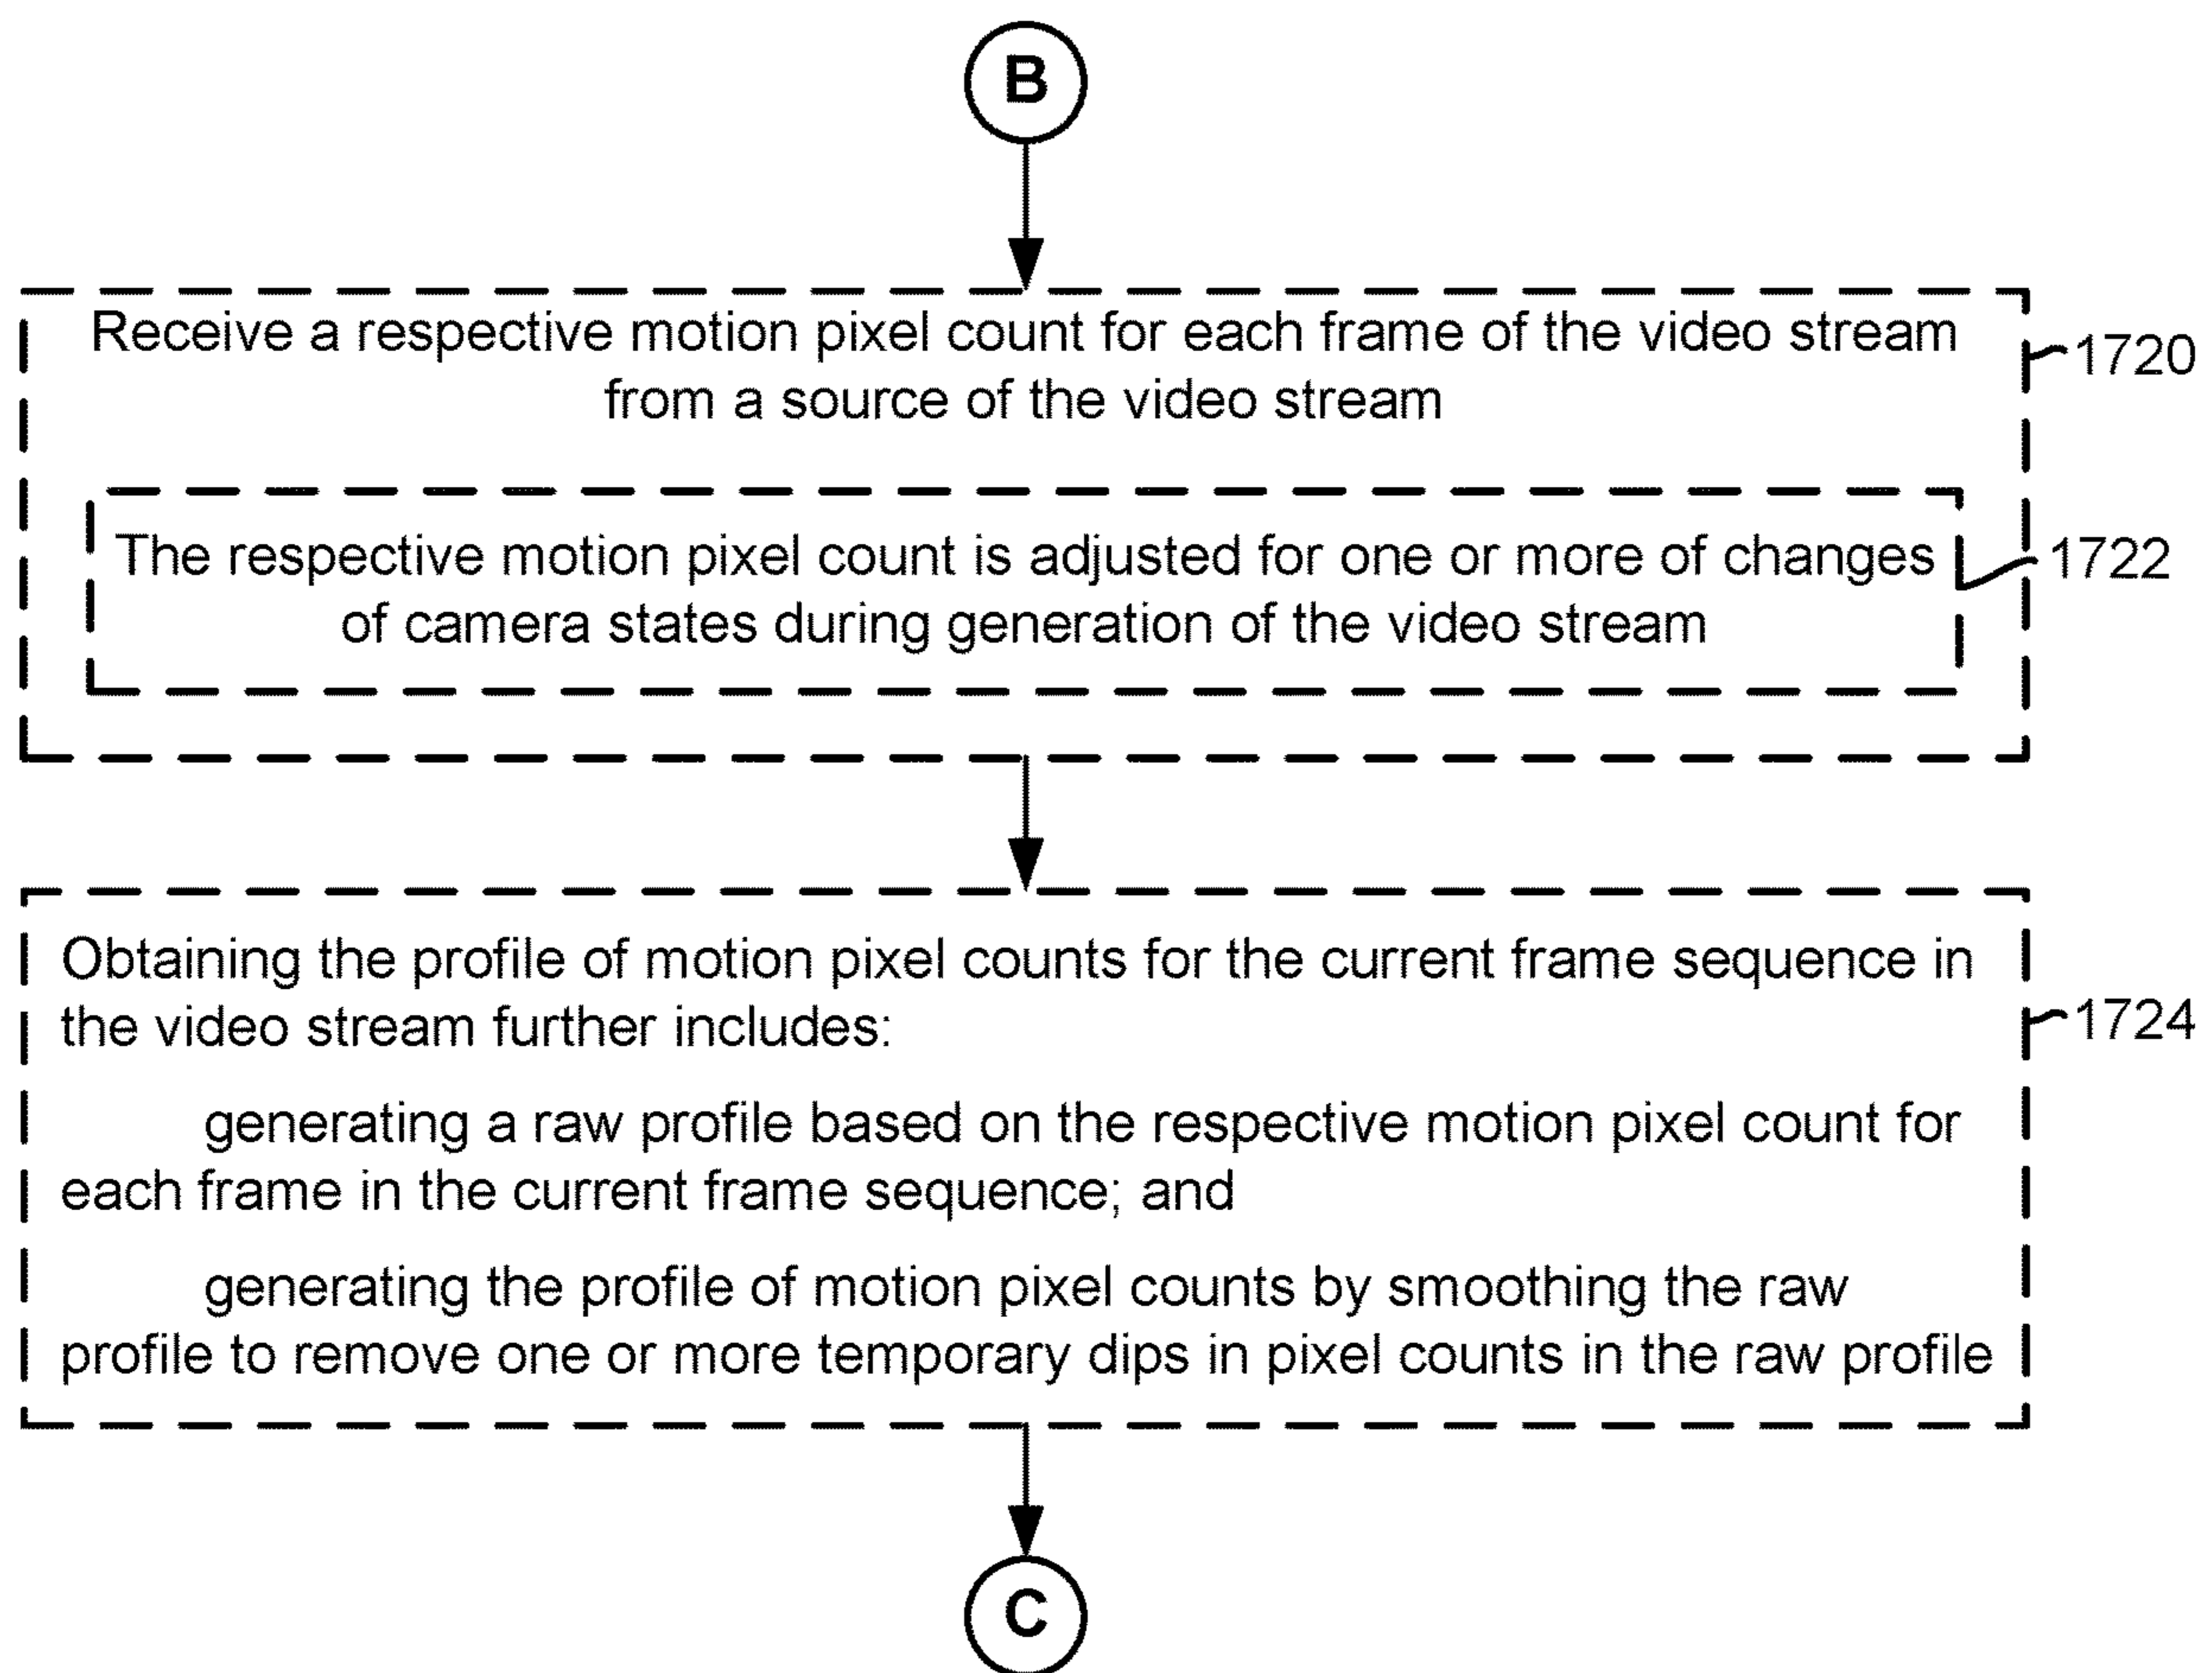 B
Receive a respective motion pixel count for each frame of the video stream
from a source of the video stream
1720
The respective motion pixel count is adjusted for one or more of changes
of camera states during generation of the video stream
1722
Obtaining the profile of motion pixel counts for the current frame sequence in
the video stream further includes:
1724
generating a raw profile based on the respective motion pixel count for
each frame in the current frame sequence; and
generating the profile of motion pixel counts by smoothing the raw
profile to remove one or more temporary dips in pixel counts in the raw profile
C